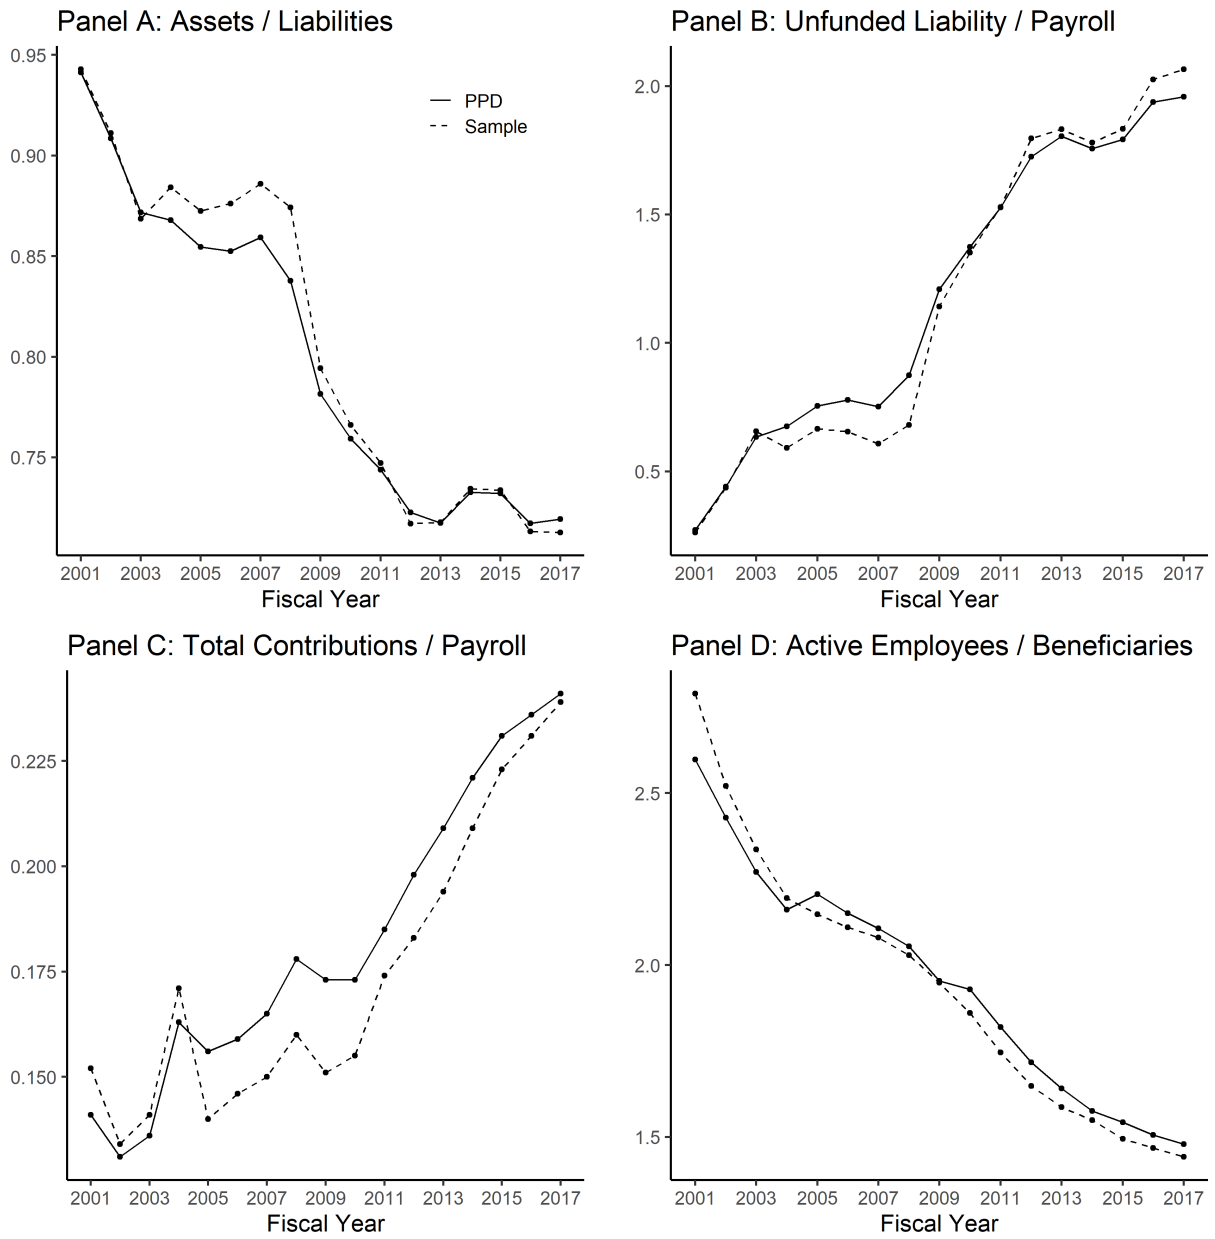 Panel A: Assets / Liabilities
0.95
0.90
0.85
0.80
0.75
PPD
Sample
2001 2003 2005 2007 2009 2011 2013 2015 2017
Fiscal Year
Panel B: Unfunded Liability / Payroll
2.0
1.5
1.0
0.5
2001 2003 2005 2007 2009 2011 2013 2015 2017
Fiscal Year
Panel C: Total Contributions / Payroll
0.225
0.200
0.175
0.150
2001 2003 2005 2007 2009 2011 2013 2015 2017
Fiscal Year
Panel D: Active Employees / Beneficiaries
2.5
2.0
1.5
2001 2003 2005 2007 2009 2011 2013 2015 2017
Fiscal Year